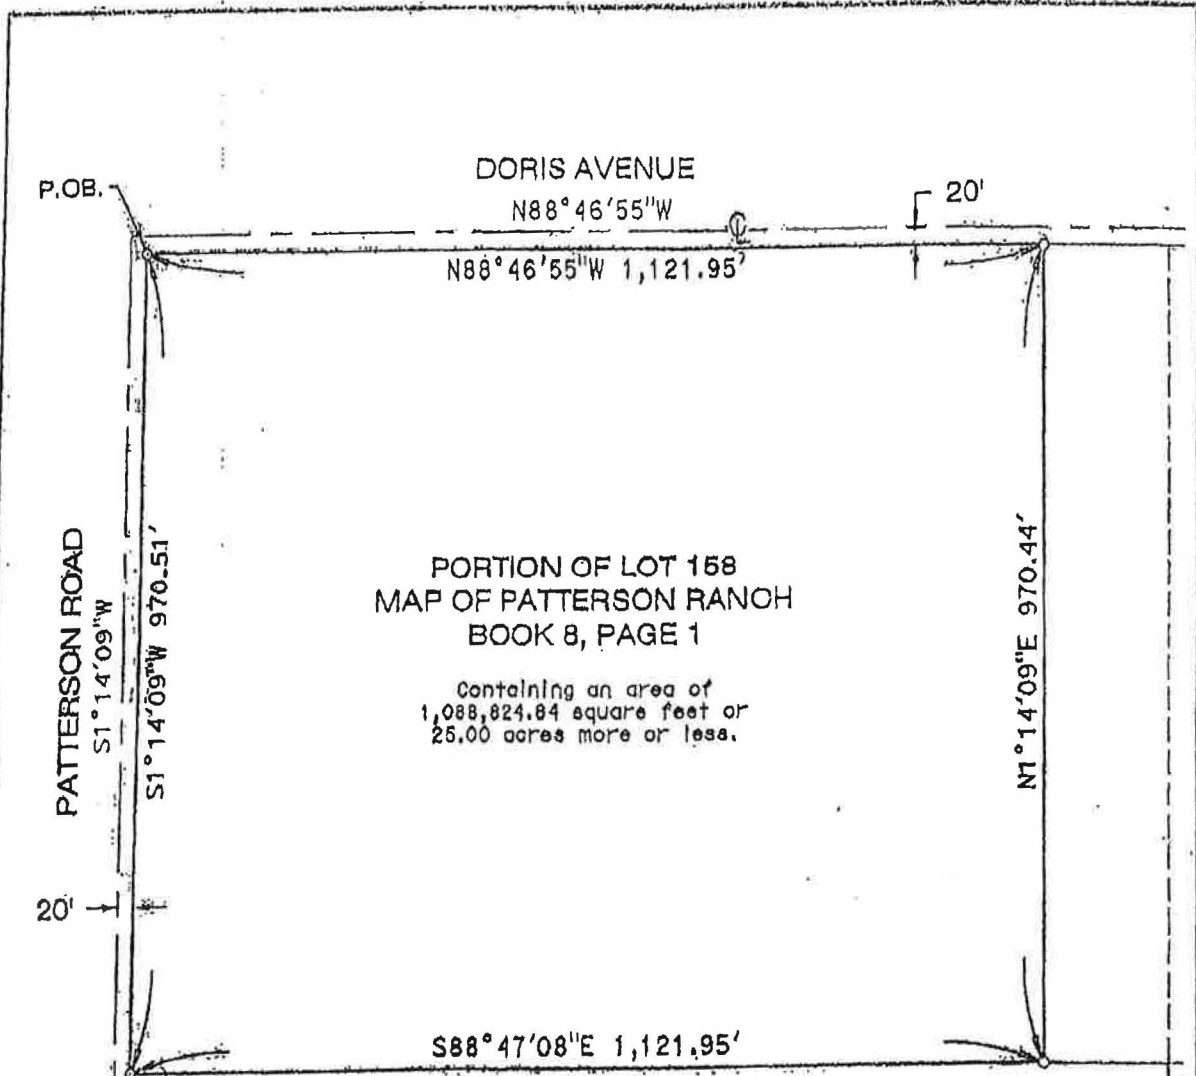 DORIS AVENUE
P.OB.
20'
N88°46'55"W
℄
N88°46'55"W 1,121.95'
PATTERSON ROAD
S1°14'09"W
S1°14'09"W 970.51'
PORTION OF LOT 158
MAP OF PATTERSON RANCH
BOOK 8, PAGE 1
Containing an area of
1,088,824.84 square feet or
25.00 acres more or less.
N1°14'09"E 970.44'
20'
S88°47'08"E 1,121.95'